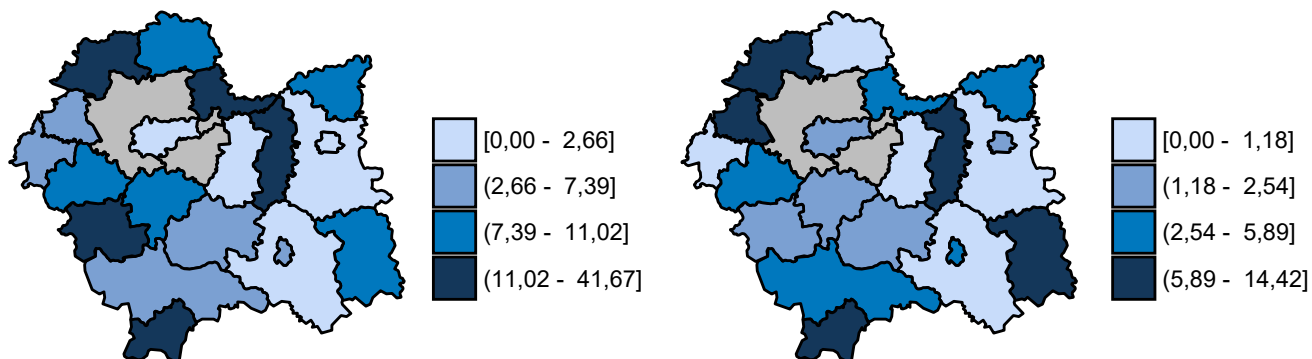 [0,00 - 2,66]
(2,66 - 7,39]
(7,39 - 11,02]
(11,02 - 41,67]
[0,00 - 1,18]
(1,18 - 2,54]
(2,54 - 5,89]
(5,89 - 14,42]